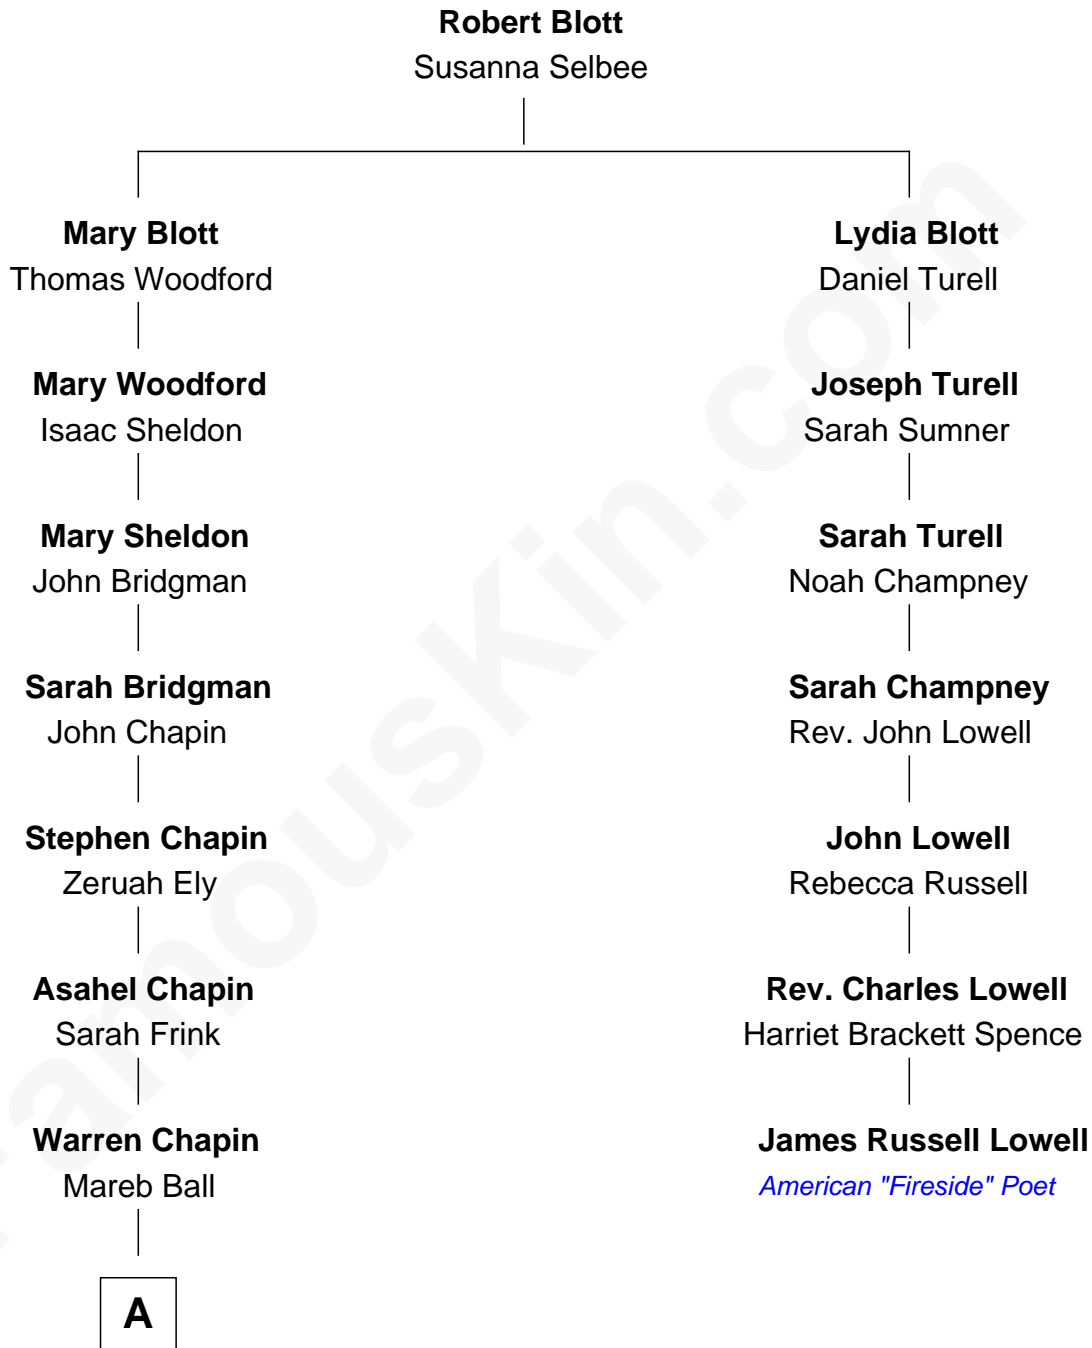 Robert Blott
Susanna Selbee
Mary Blott
Thomas Woodford
Mary Woodford
Isaac Sheldon
Mary Sheldon
John Bridgman
Sarah Bridgman
John Chapin
Stephen Chapin
Zeruah Ely
Asahel Chapin
Sarah Frink
Warren Chapin
Mareb Ball
A
Lydia Blott
Daniel Turell
Joseph Turell
Sarah Sumner
Sarah Turell
Noah Champney
Sarah Champney
Rev. John Lowell
John Lowell
Rebecca Russell
Rev. Charles Lowell
Harriet Brackett Spence
James Russell Lowell
American "Fireside" Poet
FamousKin.com